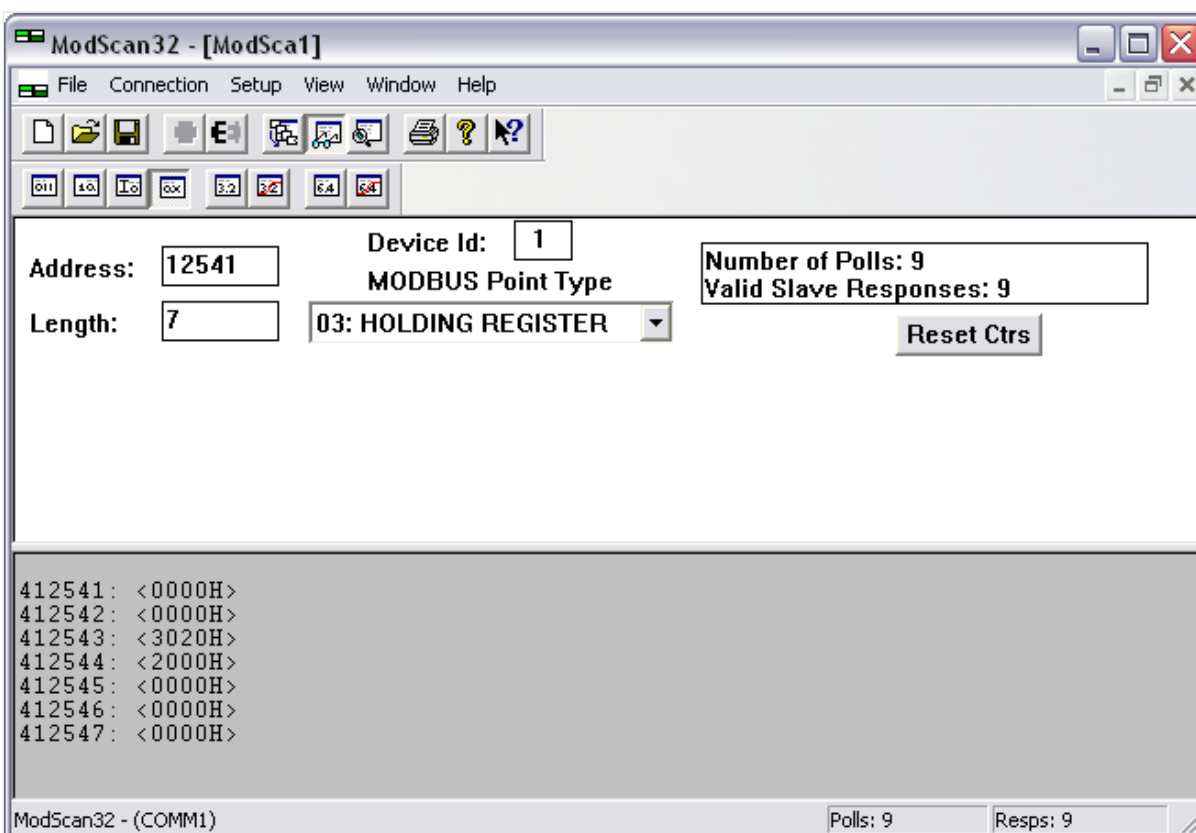 ModScan32 - [ModSca1]
File Connection Setup View Window Help
Address: 12541
Device Id: 1
MODBUS Point Type
Length: 7
03: HOLDING REGISTER
Number of Polls: 9
Valid Slave Responses: 9
Reset Ctrs
412541: <0000H>
412542: <0000H>
412543: <3020H>
412544: <2000H>
412545: <0000H>
412546: <0000H>
412547: <0000H>
ModScan32 - (COMM1)
Polls: 9
Resps: 9